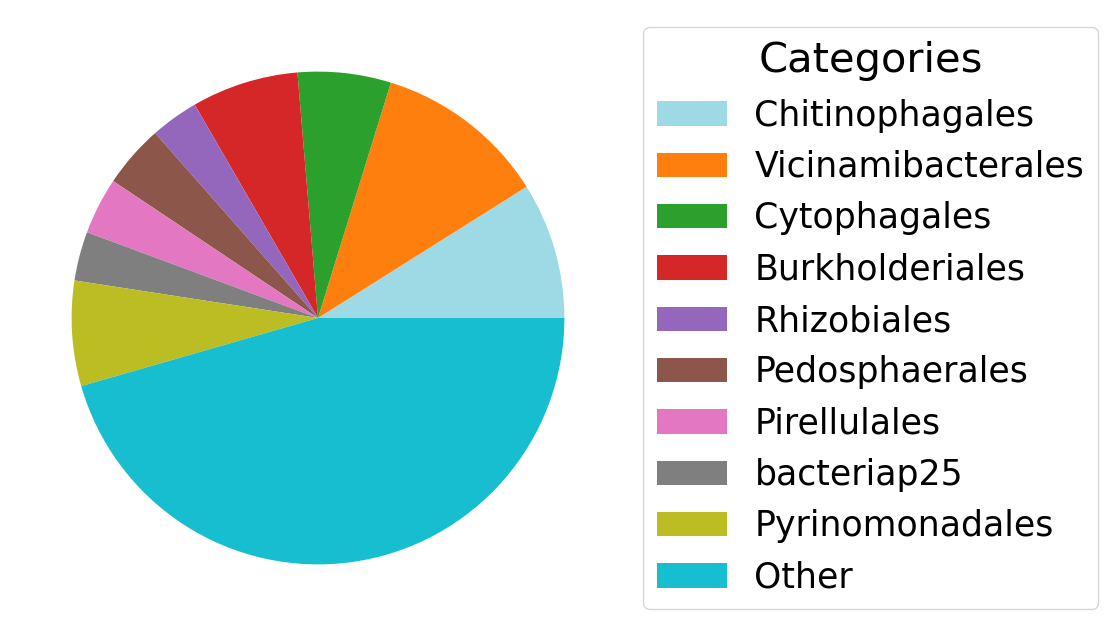 Categories
Chitinophagales
Vicinamibacterales
Cytophagales
Burkholderiales
Rhizobiales
Pedosphaerales
Pirellulales
bacteriap25
Pyrinomonadales
Other